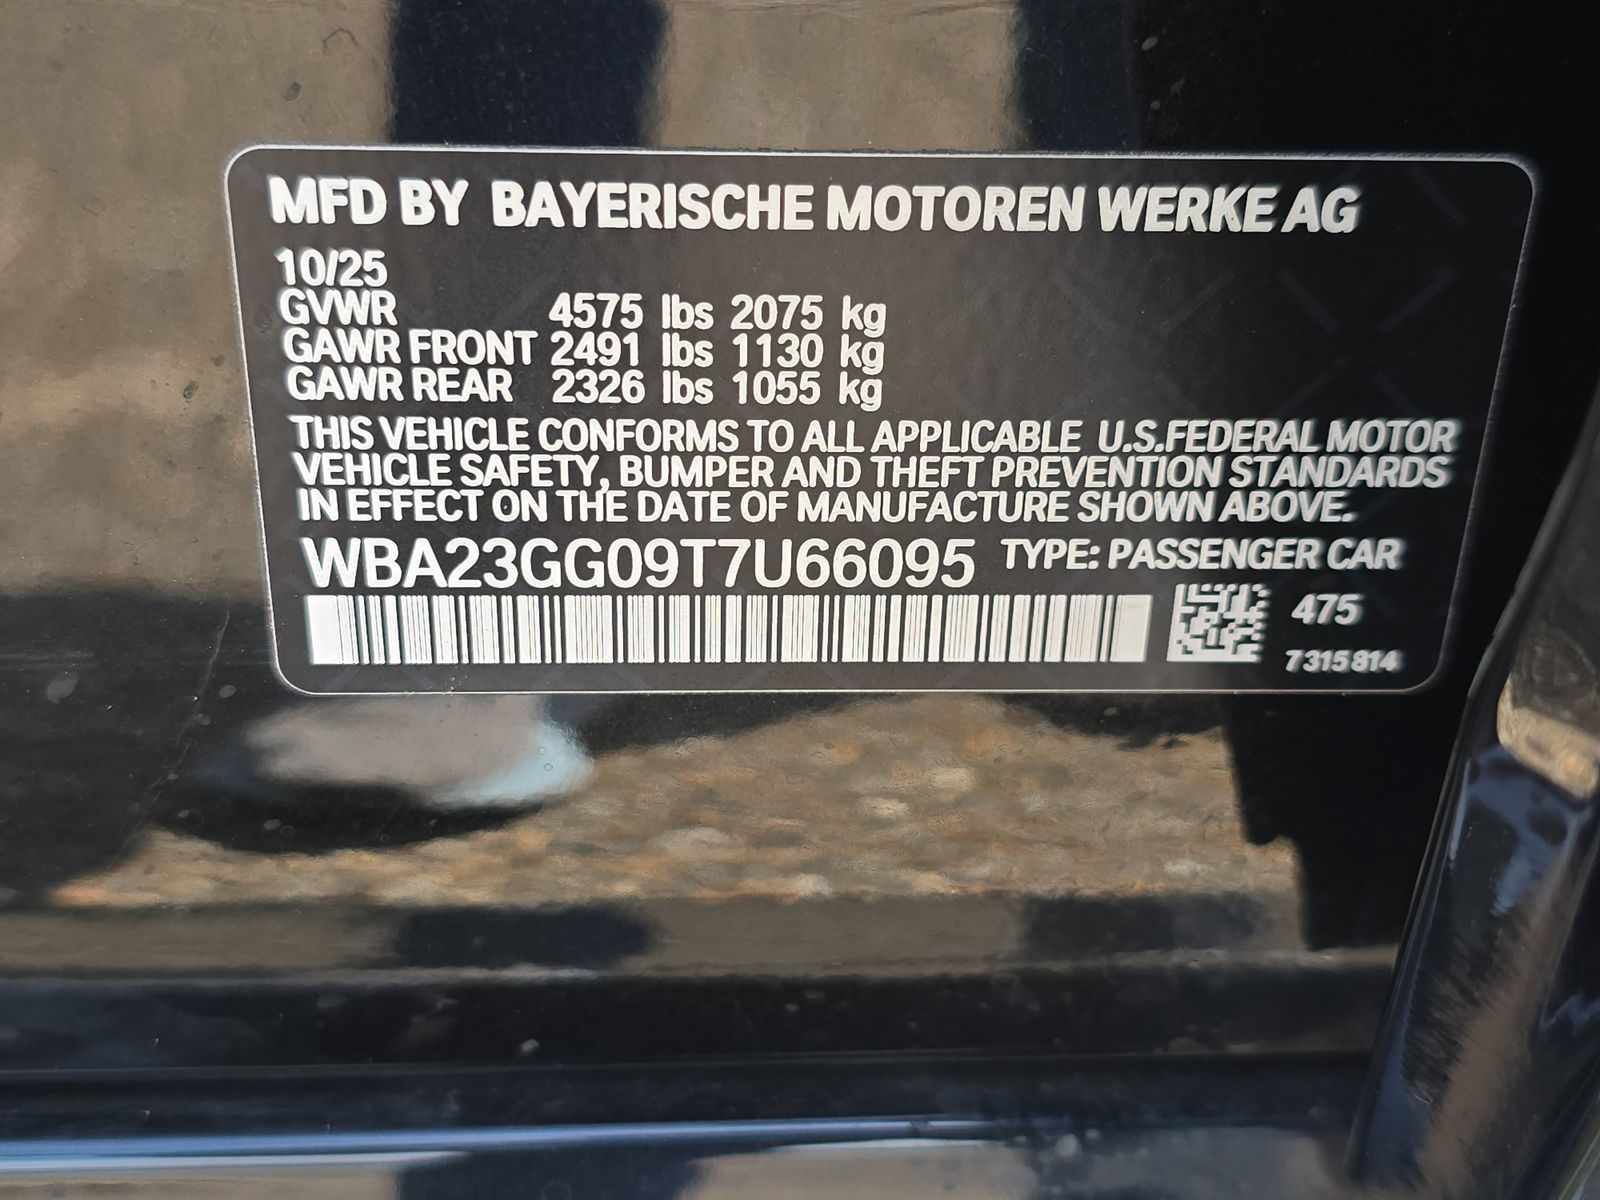 MFD BY BAYERISCHE MOTOREN WERKE AG
10/25
GVWR 4575 lbs 2075 kg
GAWR FRONT 2491 lbs 1130 kg
GAWR REAR 2326 lbs 1055 kg
THIS VEHICLE CONFORMS TO ALL APPLICABLE U.S.FEDERAL MOTOR
VEHICLE SAFETY, BUMPER AND THEFT PREVENTION STANDARDS
IN EFFECT ON THE DATE OF MANUFACTURE SHOWN ABOVE.
WBA23GG09T7U66095 TYPE: PASSENGER CAR
475
7315814